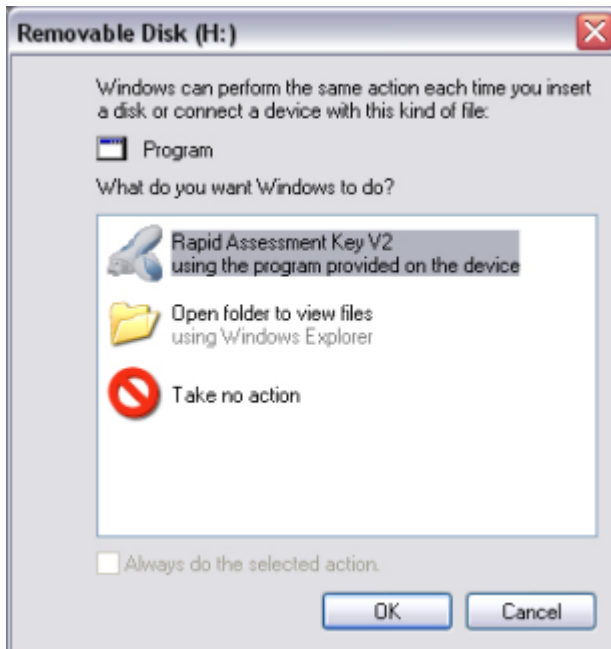 Removable Disk (H:)
Windows can perform the same action each time you insert
a disk or connect a device with this kind of file:
Program
What do you want Windows to do?
Rapid Assessment Key V2
using the program provided on the device
Open folder to view files
using Windows Explorer
Take no action
Always do the selected action.
OK
Cancel